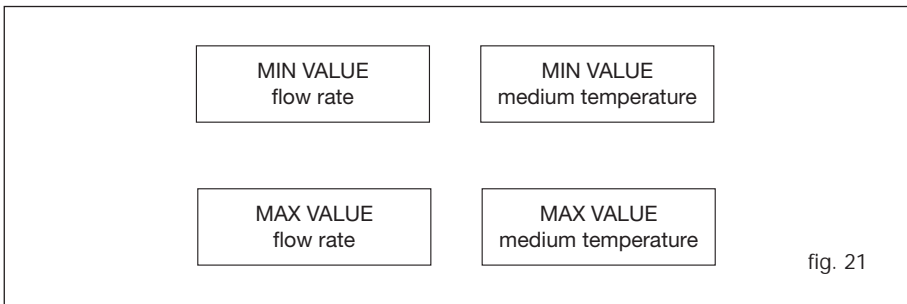 MIN VALUE
flow rate
MIN VALUE
medium temperature
MAX VALUE
flow rate
MAX VALUE
medium temperature
fig. 21